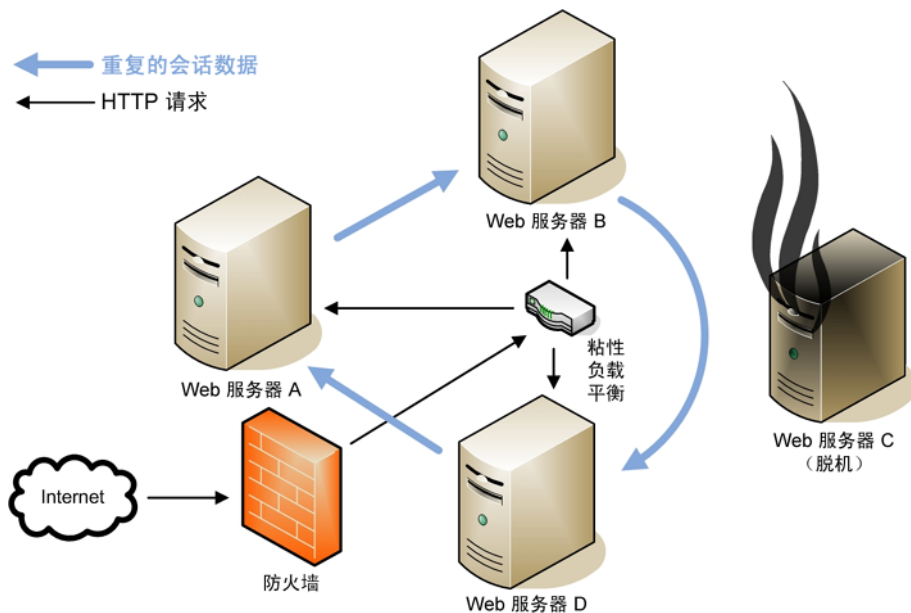 重复的会话数据
HTTP 请求
Web 服务器 B
Web 服务器 A
粘性
负载
平衡
Web 服务器 C
（脱机）
Internet
防火墙
Web 服务器 D